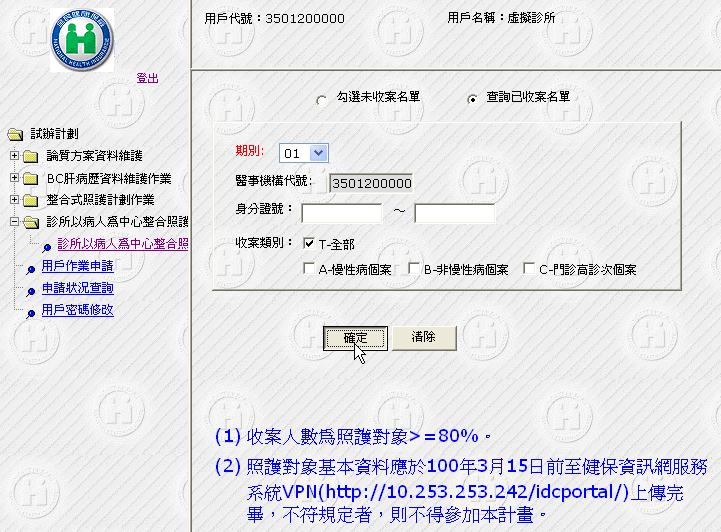 用戶代號：3501200000
用戶名稱：虛擬診所
登出
勾選未收案名單
查詢已收案名單
試辦計劃
論質方案資料維護
BC肝病歷資料維護作業
整合式照護計劃作業
診所以病人為中心整合照護
診所以病人為中心整合照
用戶作業申請
申請狀況查詢
用戶密碼修改
期別: 01
醫事機構代號: 3501200000
身分證號： ～
收案類別： T-全部
A-慢性病個案 B-非慢性病個案 C-門診高診次個案
確定 清除
(1) 收案人數為照護對象>=80%。
(2) 照護對象基本資料應於100年3月15日前至健保資訊網服務
系統VPN(http://10.253.253.242/idcportal/)上傳完
畢，不符規定者，則不得參加本計畫。